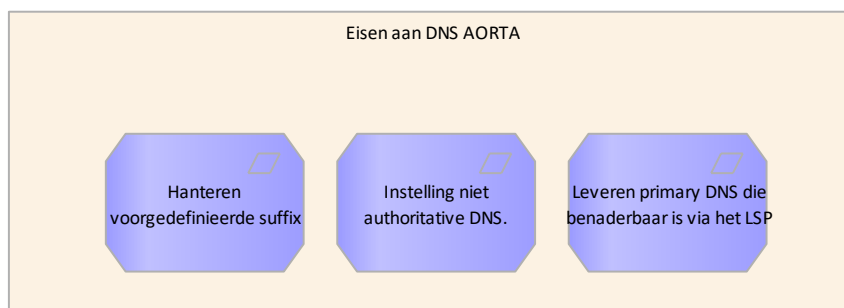 Eisen aan DNS AORTA
Hanteren
voorgedefinieerde suffix
Instelling niet
authoritative DNS.
Leveren primary DNS die
benaderbaar is via het LSP